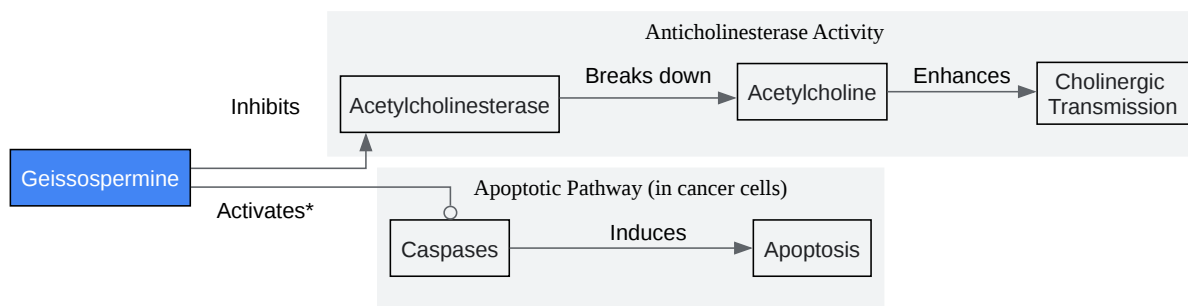 Anticholinesterase Activity
Breaks down
Enhances
Acetylcholinesterase
Acetylcholine
Cholinergic
Transmission
Inhibits
Geissospermine
Activates*
Apoptotic Pathway (in cancer cells)
Induces
Caspases
Apoptosis